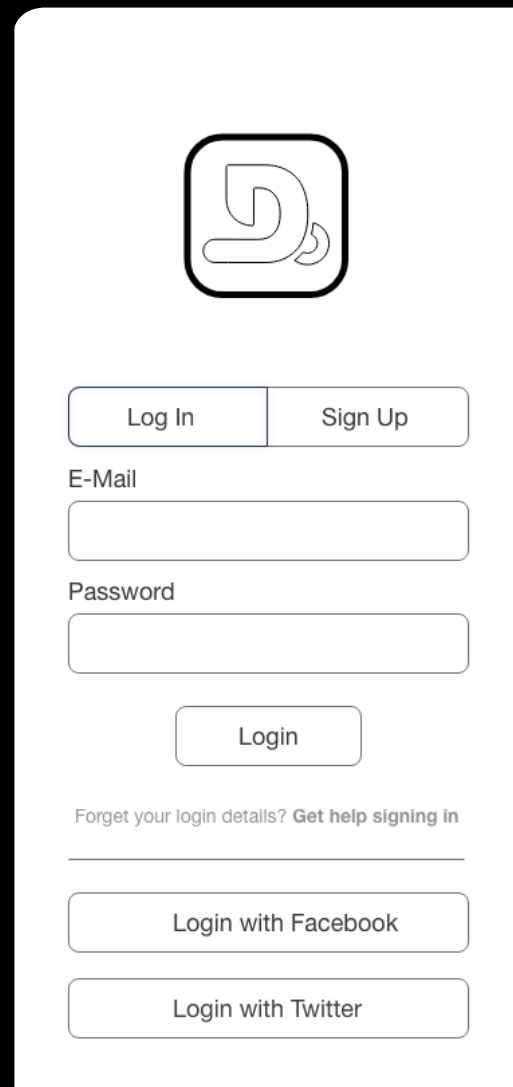 Log In Sign Up
E-Mail
Password
Login
Forget your login details? Get help signing in
Login with Facebook
Login with Twitter